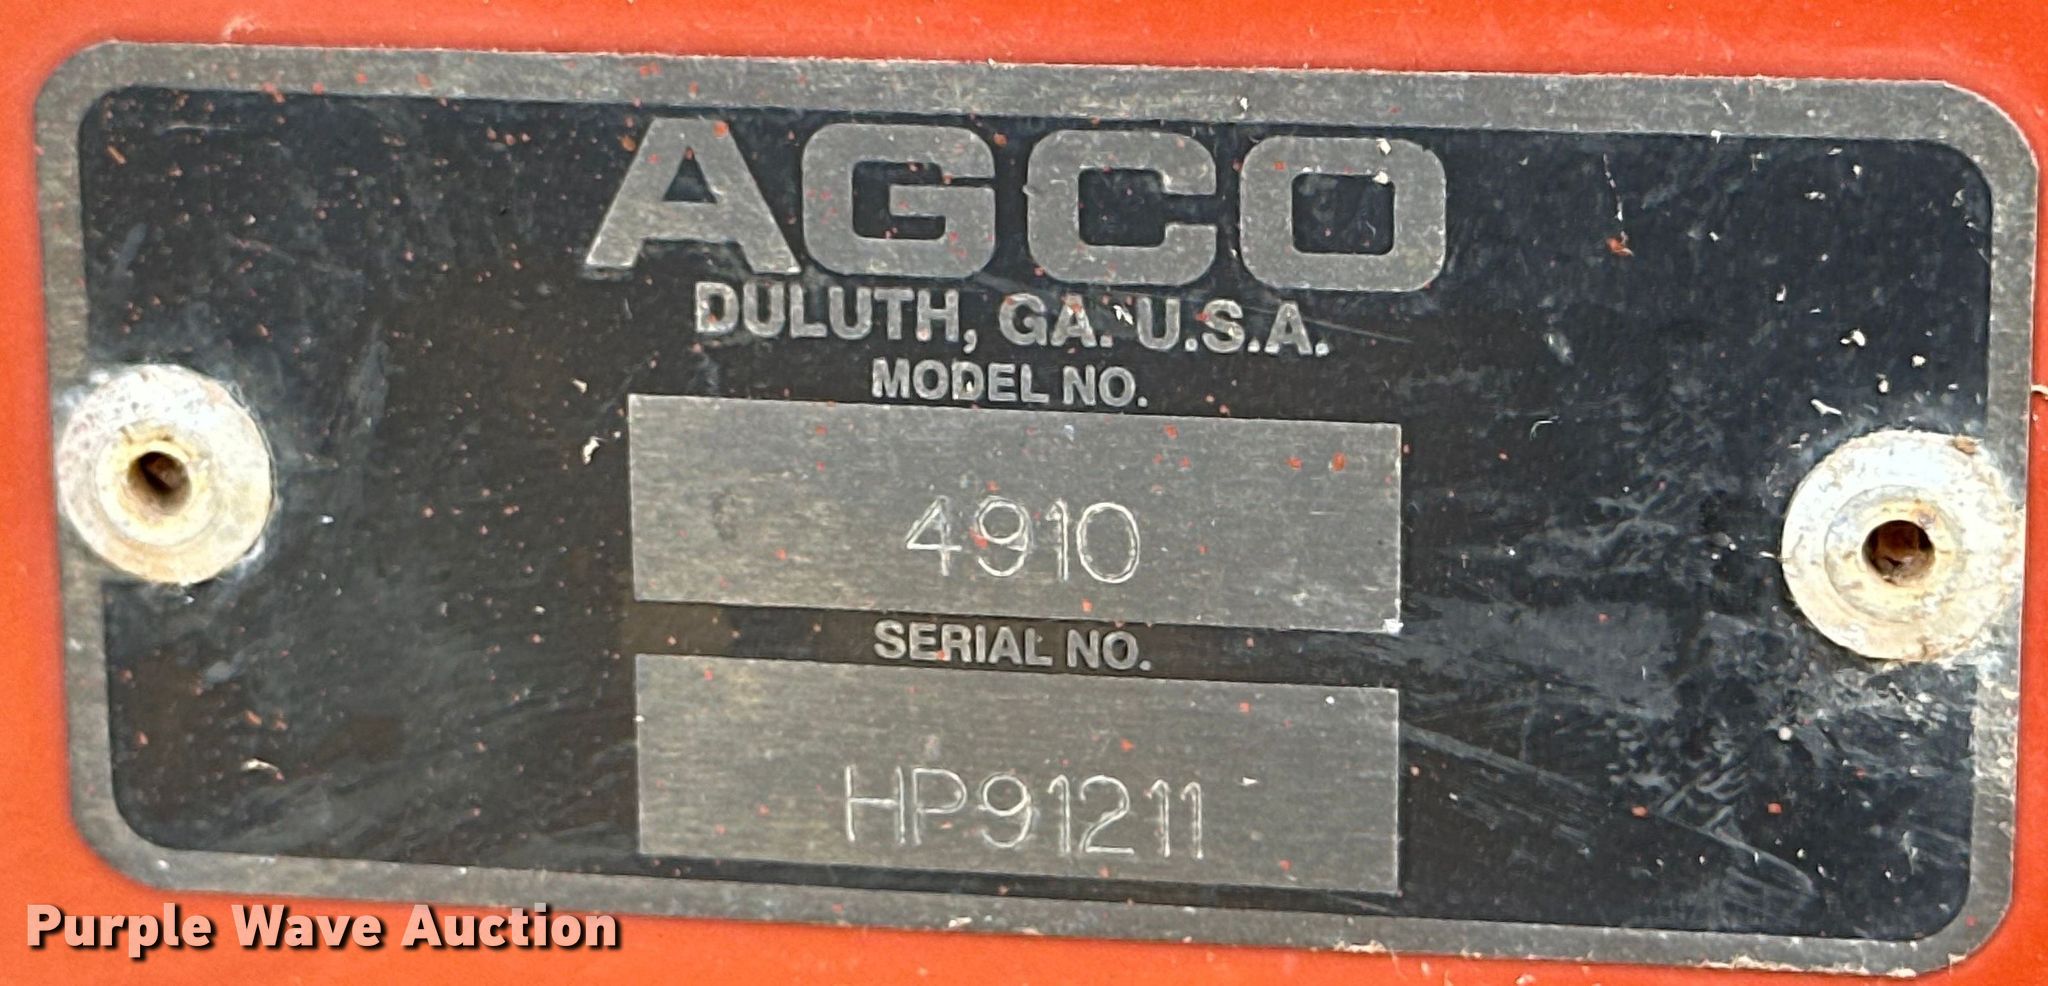 AGCO
DULUTH, GA. U.S.A.
MODEL NO.
4910
SERIAL NO.
HP91211
Purple Wave Auction